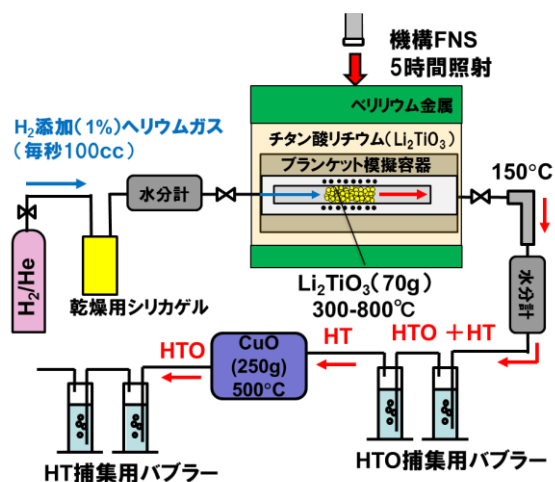 機構FNS
5時間照射
ベリリウム金属
H₂添加(1%)ヘリウムガス
(毎秒100cc)
チタン酸リチウム(Li₂TiO₃)
ブランケット模擬容器
水分計
150℃
H₂/He
乾燥用シリカゲル
Li₂TiO₃(70g)
300-800℃
水分計
HTO
CuO
(250g)
500℃
HT
HTO+HT
HT捕集用バブラー
HTO捕集用バブラー